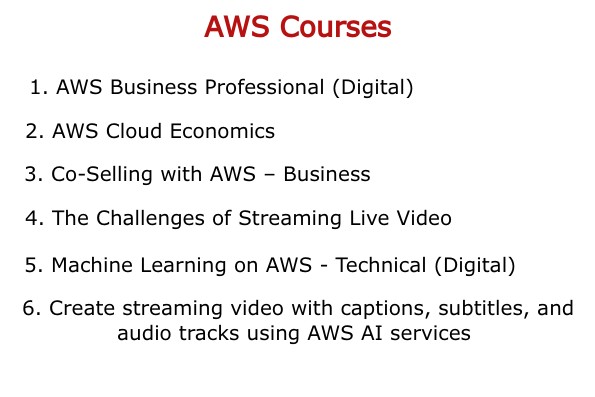 AWS Courses
1. AWS Business Professional (Digital)
2. AWS Cloud Economics
3. Co-Selling with AWS – Business
4. The Challenges of Streaming Live Video
5. Machine Learning on AWS - Technical (Digital)
6. Create streaming video with captions, subtitles, and
audio tracks using AWS AI services